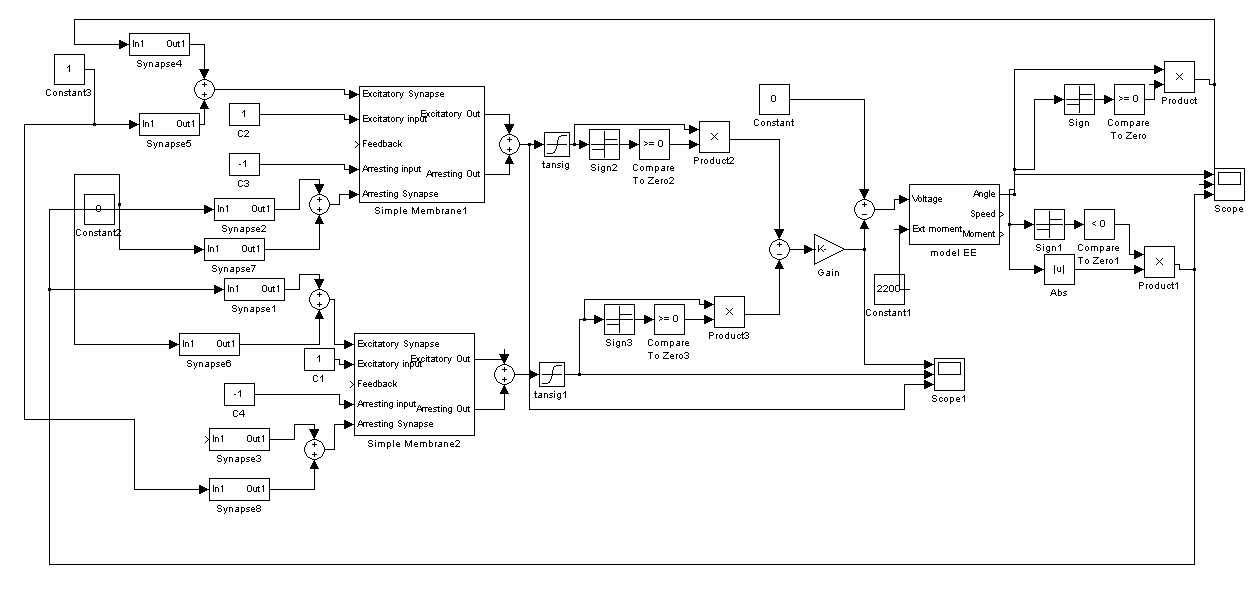 In1 Out1
Synapse4
1
Constant3
In1 Out1
Synapse5
1
C2
-1
C3
Excitatory Synapse
Excitatory Out
Excitatory input
Feedback
Arresting input
Arresting Out
Arresting Synapse
Simple Membrane1
0
Constant2
In1 Out1
Synapse2
In1 Out1
Synapse7
In1 Out1
Synapse1
In1 Out1
Synapse6
1
C1
-1
C4
Excitatory Synapse
Excitatory Out
Excitatory input
Feedback
Arresting input
Arresting Out
Arresting Synapse
Simple Membrane2
In1 Out1
Synapse3
In1 Out1
Synapse8
tansig
Sign2
>= 0
Compare
To Zero2
×
Product2
tansig1
Sign3
>= 0
Compare
To Zero3
×
Product3
0
Constant
K-
Gain
Voltage
Angle
Speed
Ext moment
Moment
model EE
2200
Constant1
Sign
>= 0
Compare
To Zero
×
Product
Scope
Sign1
< 0
Compare
To Zero1
|u|
Abs
×
Product1
Scope1